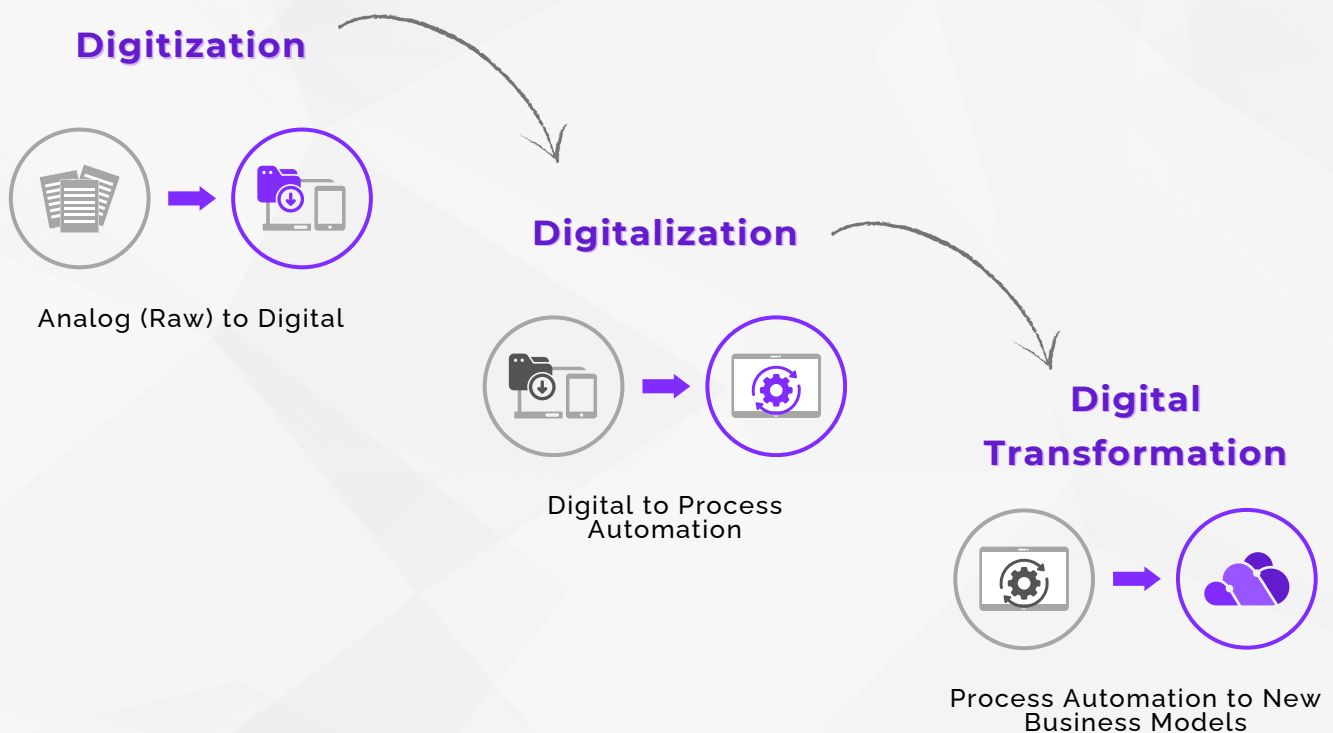 Digitization
Analog (Raw) to Digital
Digitalization
Digital to Process
Automation
Digital
Transformation
Process Automation to New
Business Models